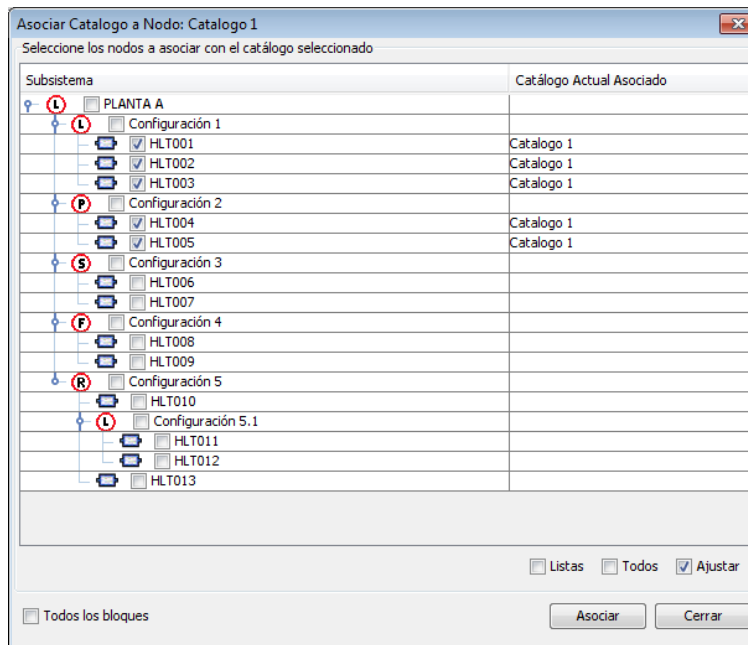 Asociar Catalogo a Nodo: Catalogo 1
Seleccione los nodos a asociar con el catálogo seleccionado
Subsistema Catálogo Actual Asociado
L PLANTA A
L Configuración 1
HLT001 Catalogo 1
HLT002 Catalogo 1
HLT003 Catalogo 1
P Configuración 2
HLT004 Catalogo 1
HLT005 Catalogo 1
S Configuración 3
HLT006
HLT007
F Configuración 4
HLT008
HLT009
R Configuración 5
HLT010
L Configuración 5.1
HLT011
HLT012
HLT013
Listas Todos Ajustar
Todos los bloques Asociar Cerrar